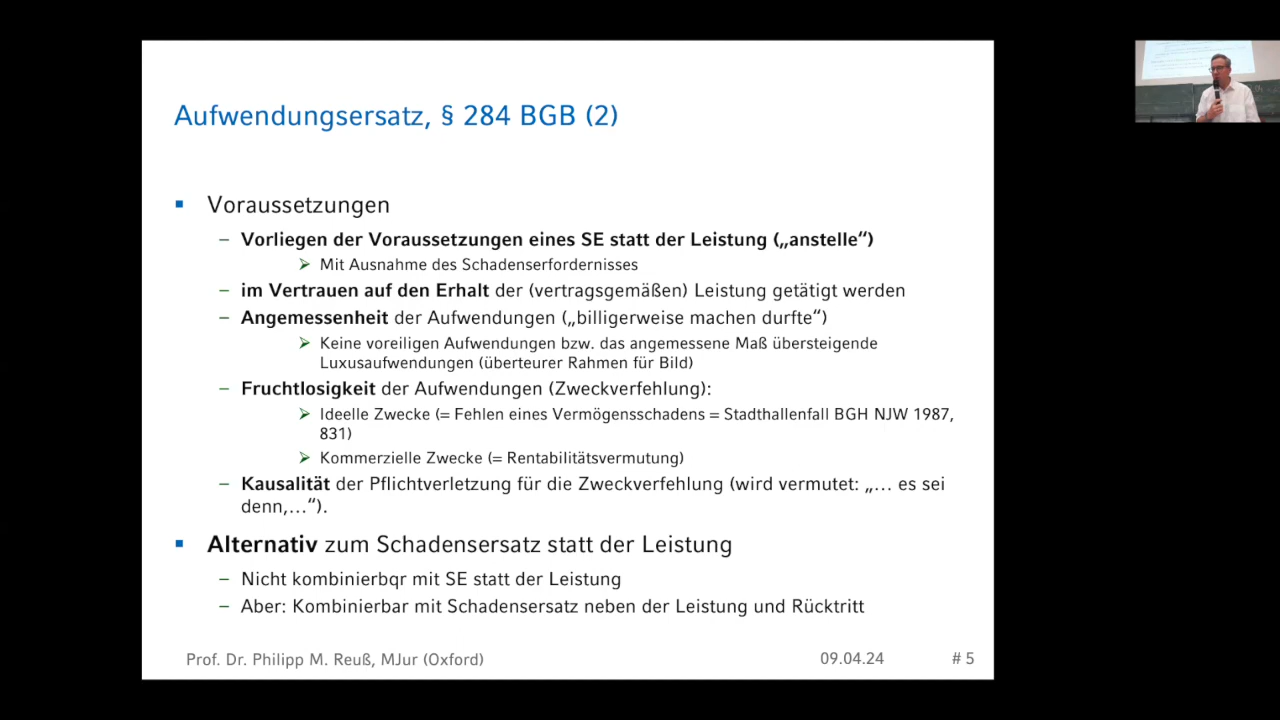 Aufwendungsersatz, § 284 BGB (2)
▪ Voraussetzungen
– Vorliegen der Voraussetzungen eines SE statt der Leistung („anstelle“)
➢ Mit Ausnahme des Schadenserfordernisses
– im Vertrauen auf den Erhalt der (vertragsgemäßen) Leistung getätigt werden
– Angemessenheit der Aufwendungen („billigerweise machen durfte“)
➢ Keine voreiligen Aufwendungen bzw. das angemessene Maß übersteigende
Luxusaufwendungen (überteurer Rahmen für Bild)
– Fruchtlosigkeit der Aufwendungen (Zweckverfehlung):
➢ Ideelle Zwecke (= Fehlen eines Vermögensschadens = Stadthallenfall BGH NJW 1987,
831)
➢ Kommerzielle Zwecke (= Rentabilitätsvermutung)
– Kausalität der Pflichtverletzung für die Zweckverfehlung (wird vermutet: „... es sei
denn,...“).
▪ Alternativ zum Schadensersatz statt der Leistung
– Nicht kombinierbqr mit SE statt der Leistung
– Aber: Kombinierbar mit Schadensersatz neben der Leistung und Rücktritt
Prof. Dr. Philipp M. Reuß, MJur (Oxford) 09.04.24 # 5